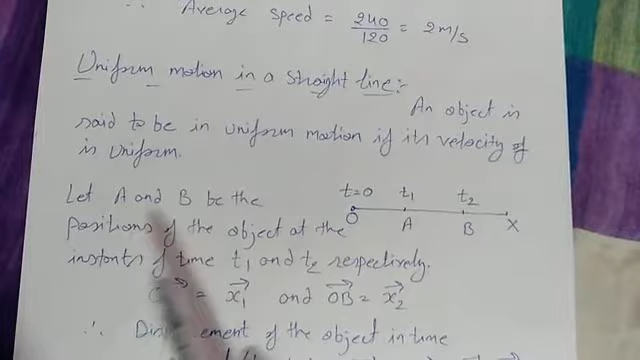 ∴ Average speed = 240/120 = 2 m/s
Uniform motion in a straight line:-
An object is
said to be in uniform motion if its velocity of
is uniform.
Let A and B be the
positions of the object at the
instants of time t₁ and t₂ respectively.
t=0 t₁ t₂
O A B X
= x₁→ and OB→ = x₂→
∴ of the object in time